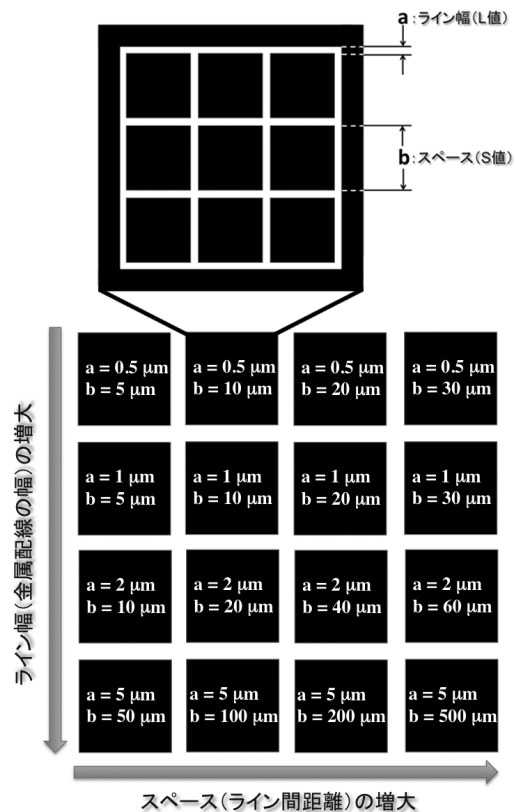 a:ライン幅(L値)
b:スペース(S値)
a = 0.5 μm
b = 5 μm
a = 0.5 μm
b = 10 μm
a = 0.5 μm
b = 20 μm
a = 0.5 μm
b = 30 μm
a = 1 μm
b = 5 μm
a = 1 μm
b = 10 μm
a = 1 μm
b = 20 μm
a = 1 μm
b = 30 μm
a = 2 μm
b = 10 μm
a = 2 μm
b = 20 μm
a = 2 μm
b = 40 μm
a = 2 μm
b = 60 μm
a = 5 μm
b = 50 μm
a = 5 μm
b = 100 μm
a = 5 μm
b = 200 μm
a = 5 μm
b = 500 μm
ライン幅(金属配線の幅)の増大
スペース(ライン間距離)の増大